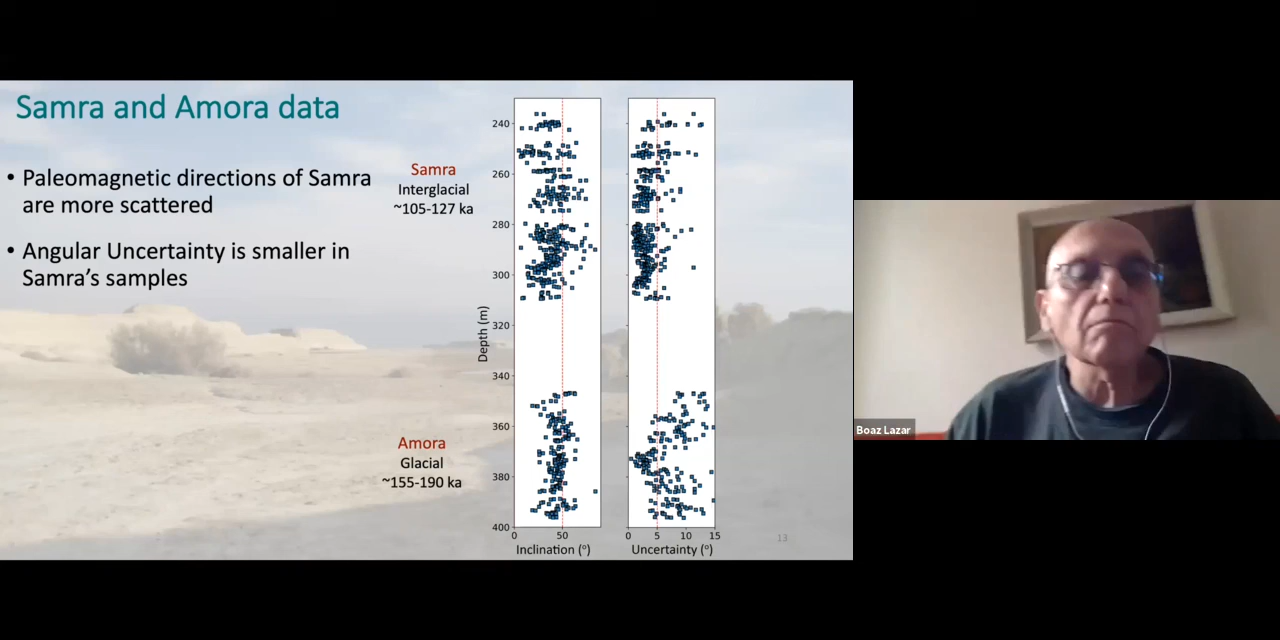 Samra and Amora data
• Paleomagnetic directions of Samra
are more scattered
• Angular Uncertainty is smaller in
Samra's samples
Samra
Interglacial
~105-127 ka
Amora
Glacial
~155-190 ka
Depth (m)
240
260
280
300
320
340
360
380
400
0 50
Inclination (°)
0 5 10 15
Uncertainty (°)
13
Boaz Lazar